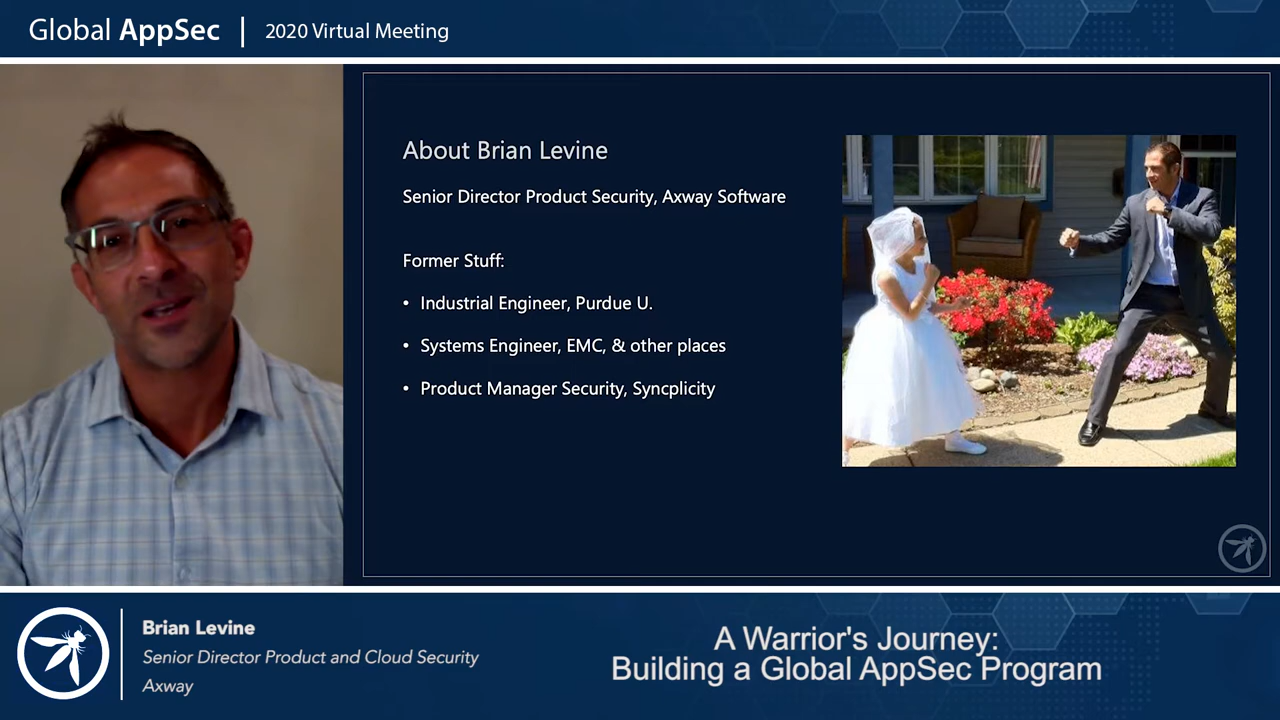 Global AppSec | 2020 Virtual Meeting
About Brian Levine
Senior Director Product Security, Axway Software
Former Stuff:
• Industrial Engineer, Purdue U.
• Systems Engineer, EMC, & other places
• Product Manager Security, Syncplicity
Brian Levine
Senior Director Product and Cloud Security
Axway
A Warrior's Journey:
Building a Global AppSec Program